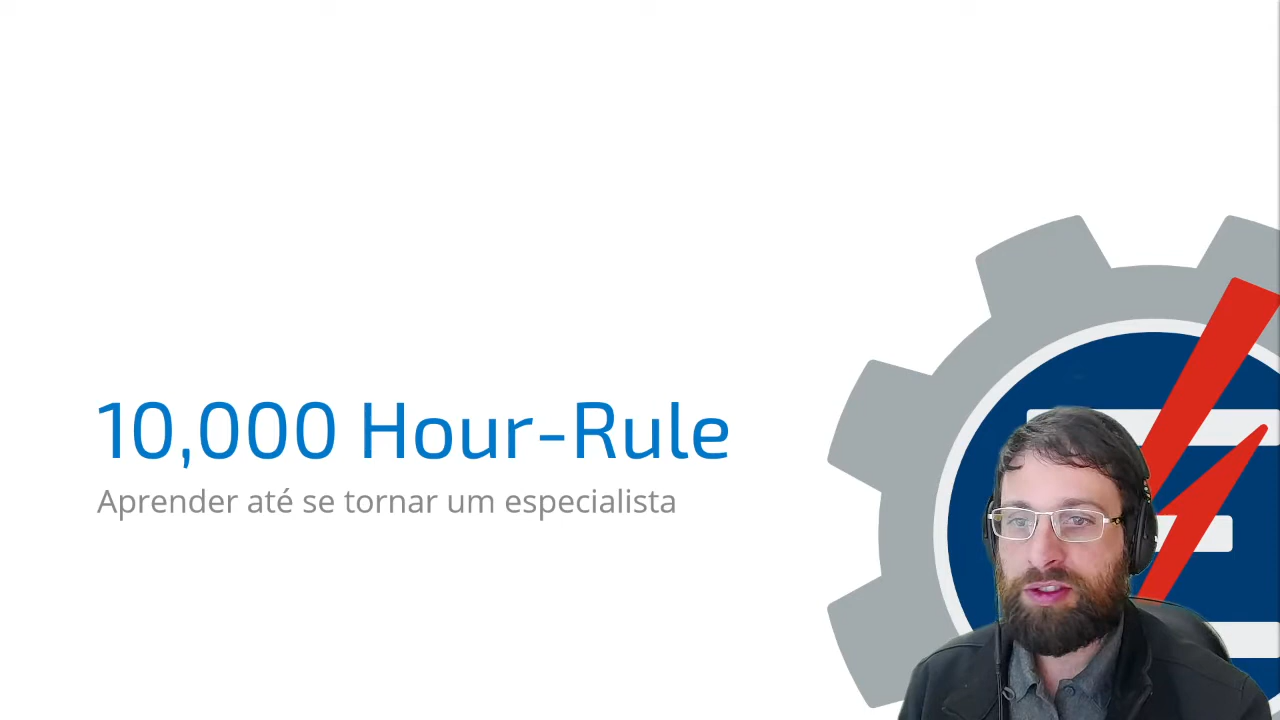 10,000 Hour-Rule
Aprender até se tornar um especialista